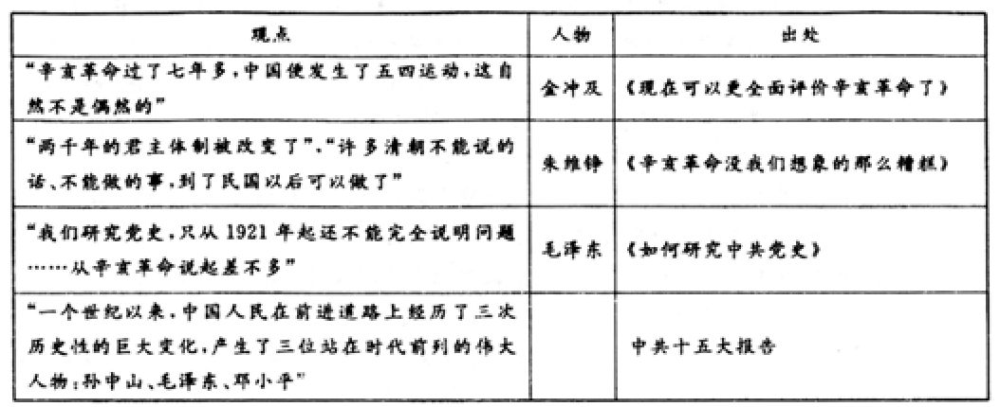 观点 人物 出处
“辛亥革命过了七年多，中国便发生了五四运动，这自
然不是偶然的”
金冲及 《现在可以更全面评价辛亥革命了》
“两千年的君主体制被改变了”，“许多清朝不能说的
话、不能做的事，到了民国以后可以做了”
朱维铮 《辛亥革命没我们想象的那么糟糕》
“我们研究党史，只从1921年起还不能完全说明问题
……从辛亥革命说起差不多”
毛泽东 《如何研究中共党史》
“一个世纪以来，中国人民在前进道路上经历了三次
历史性的巨大变化，产生了三位站在时代前列的伟大
人物：孙中山、毛泽东、邓小平”
中共十五大报告